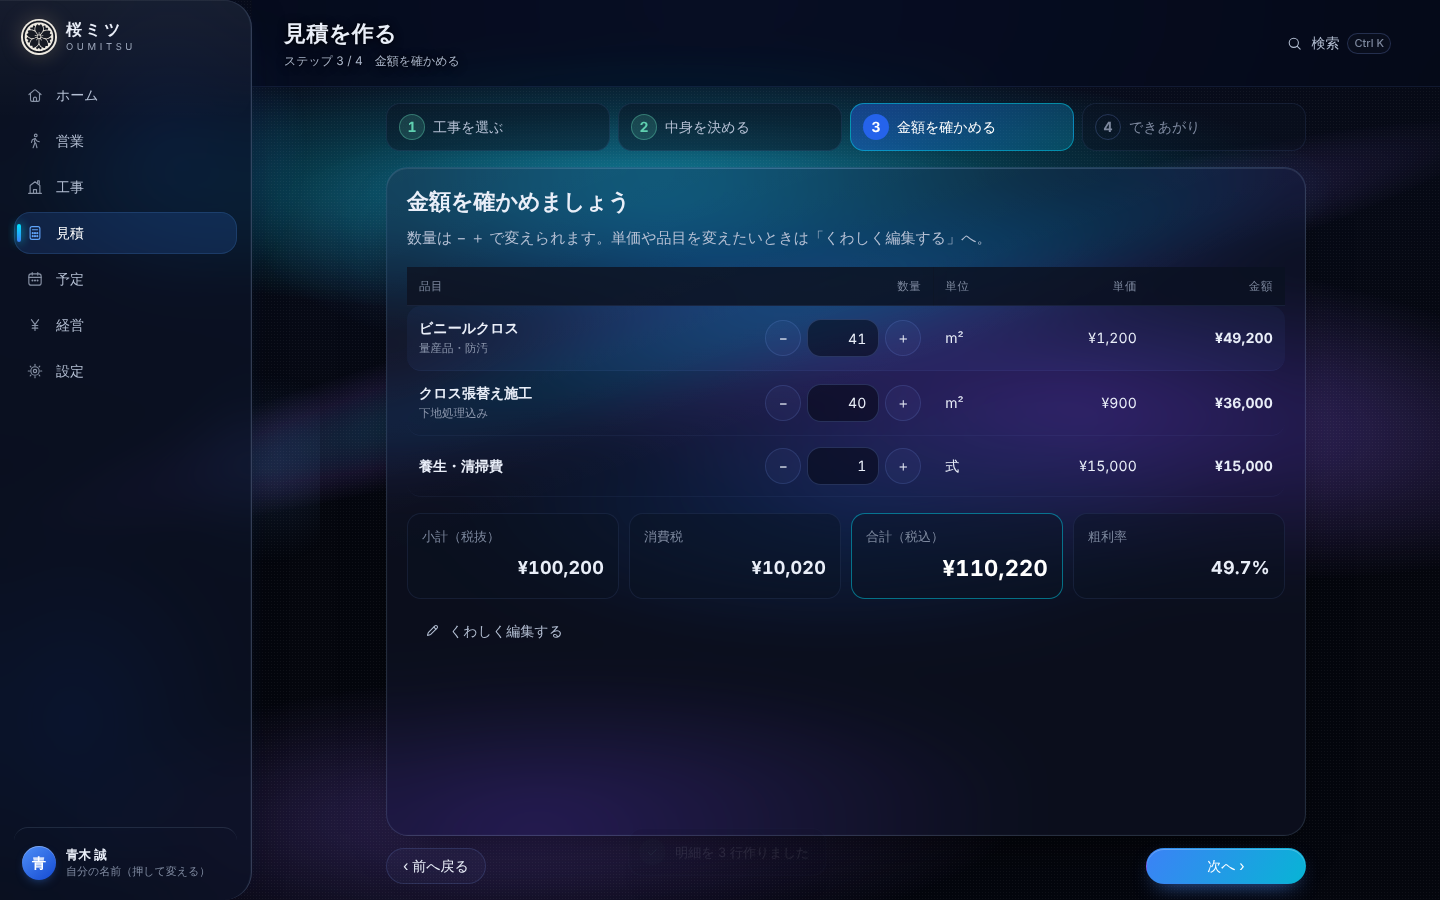 桜ミツ
OUMITSU
ホーム
営業
工事
見積
予定
経営
設定
青
青木 誠
自分の名前（押して変える）
見積を作る
ステップ 3 / 4　金額を確かめる
検索 Ctrl K
1 工事を選ぶ
2 中身を決める
3 金額を確かめる
4 できあがり
金額を確かめましょう
数量は − ＋ で変えられます。単価や品目を変えたいときは「くわしく編集する」へ。
品目 数量 単位 単価 金額
ビニールクロス − 41 + m² ¥1,200 ¥49,200
量産品・防汚
クロス張替え施工 − 40 + m² ¥900 ¥36,000
下地処理込み
養生・清掃費 − 1 + 式 ¥15,000 ¥15,000
小計（税抜） 消費税 合計（税込） 粗利率
¥100,200 ¥10,020 ¥110,220 49.7%
くわしく編集する
明細を 3 行作りました
‹ 前へ戻る
次へ ›